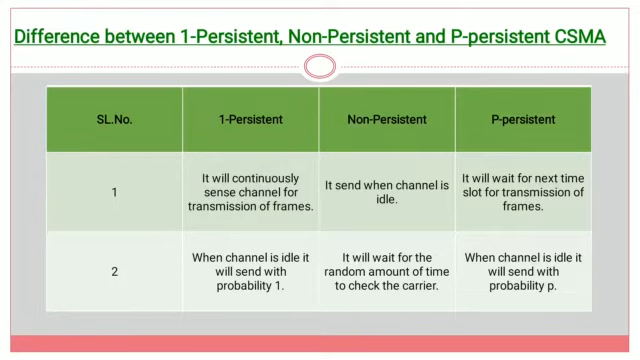 Difference between 1-Persistent, Non-Persistent and P-persistent CSMA
SL.No.
1-Persistent
Non-Persistent
P-persistent
1
It will continuously
sense channel for
transmission of frames.
It send when channel is
idle.
It will wait for next time
slot for transmission of
frames.
2
When channel is idle it
will send with
probability 1.
It will wait for the
random amount of time
to check the carrier.
When channel is idle it
will send with
probability p.